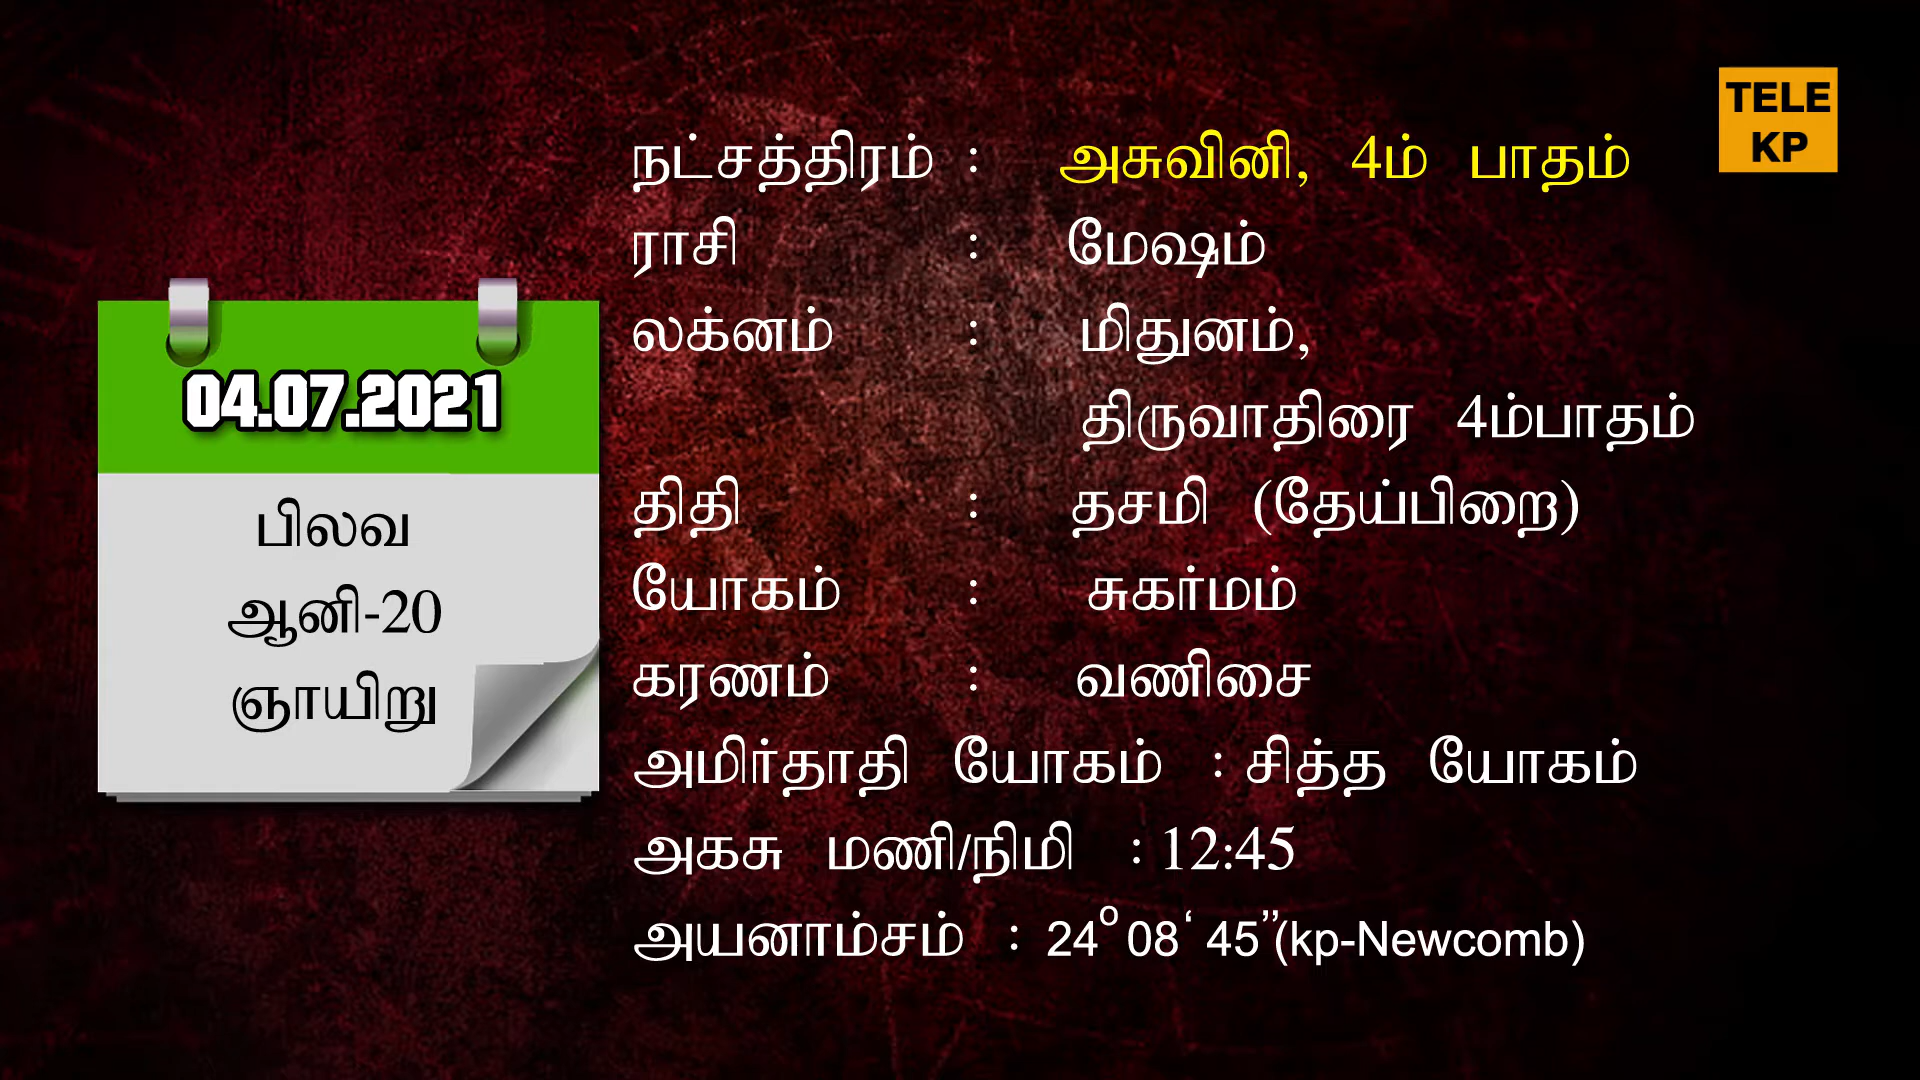 TELE
KP
04.07.2021
பிலவ
ஆனி-20
ஞாயிறு
நட்சத்திரம் : அசுவினி, 4ம் பாதம்
ராசி : மேஷம்
லக்னம் : மிதுனம்,
திருவாதிரை 4ம்பாதம்
திதி : தசமி (தேய்பிறை)
யோகம் : சுகர்மம்
கரணம் : வணிசை
அமிர்தாதி யோகம் : சித்த யோகம்
அகசு மணி/நிமி : 12:45
அயனாம்சம் : 24° 08‘ 45”(kp-Newcomb)